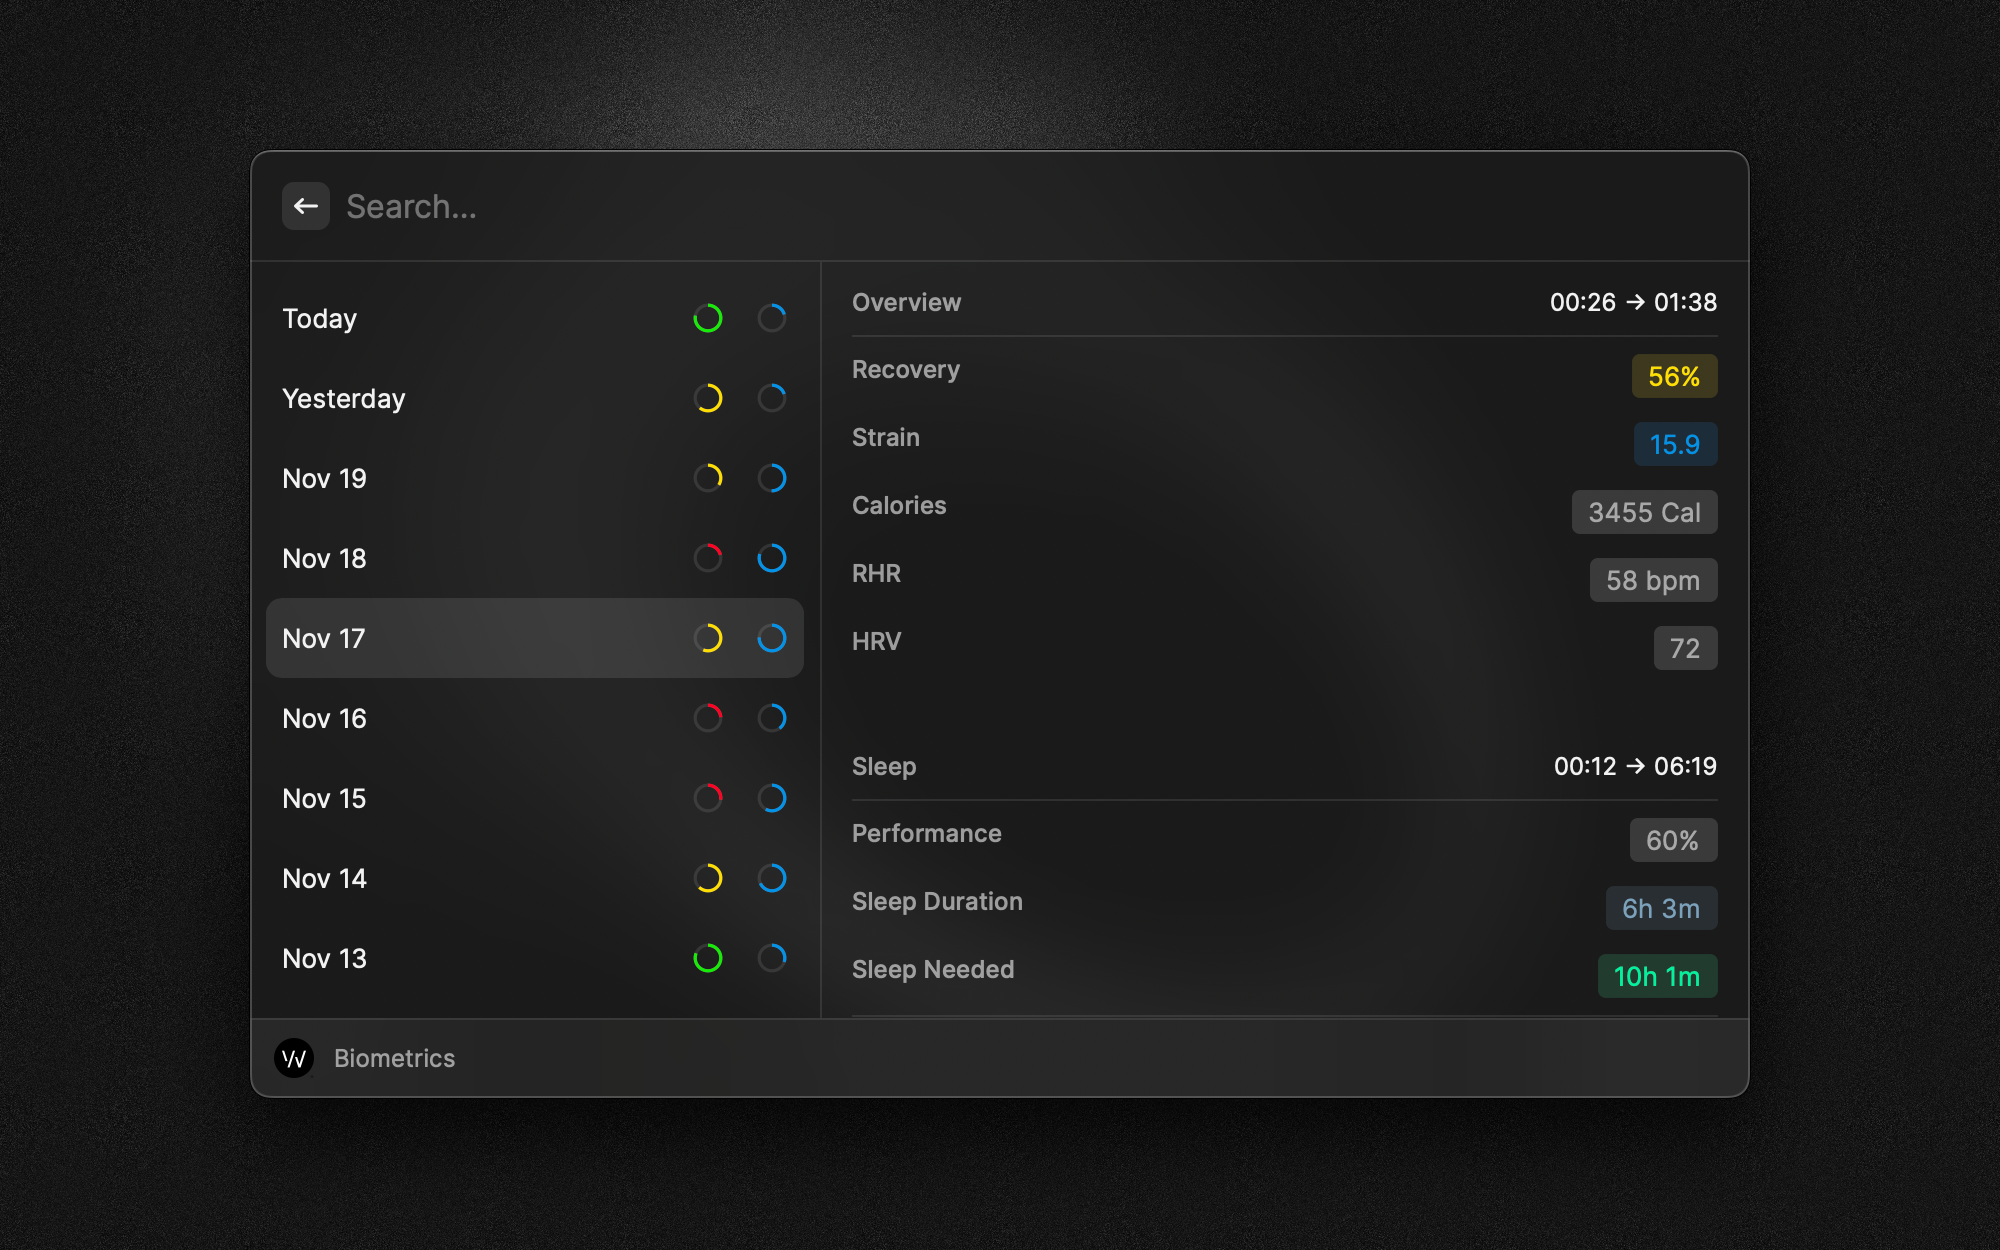 Search...
Today
Yesterday
Nov 19
Nov 18
Nov 17
Nov 16
Nov 15
Nov 14
Nov 13
Overview 00:26 → 01:38
Recovery 56%
Strain 15.9
Calories 3455 Cal
RHR 58 bpm
HRV 72
Sleep 00:12 → 06:19
Performance 60%
Sleep Duration 6h 3m
Sleep Needed 10h 1m
W Biometrics